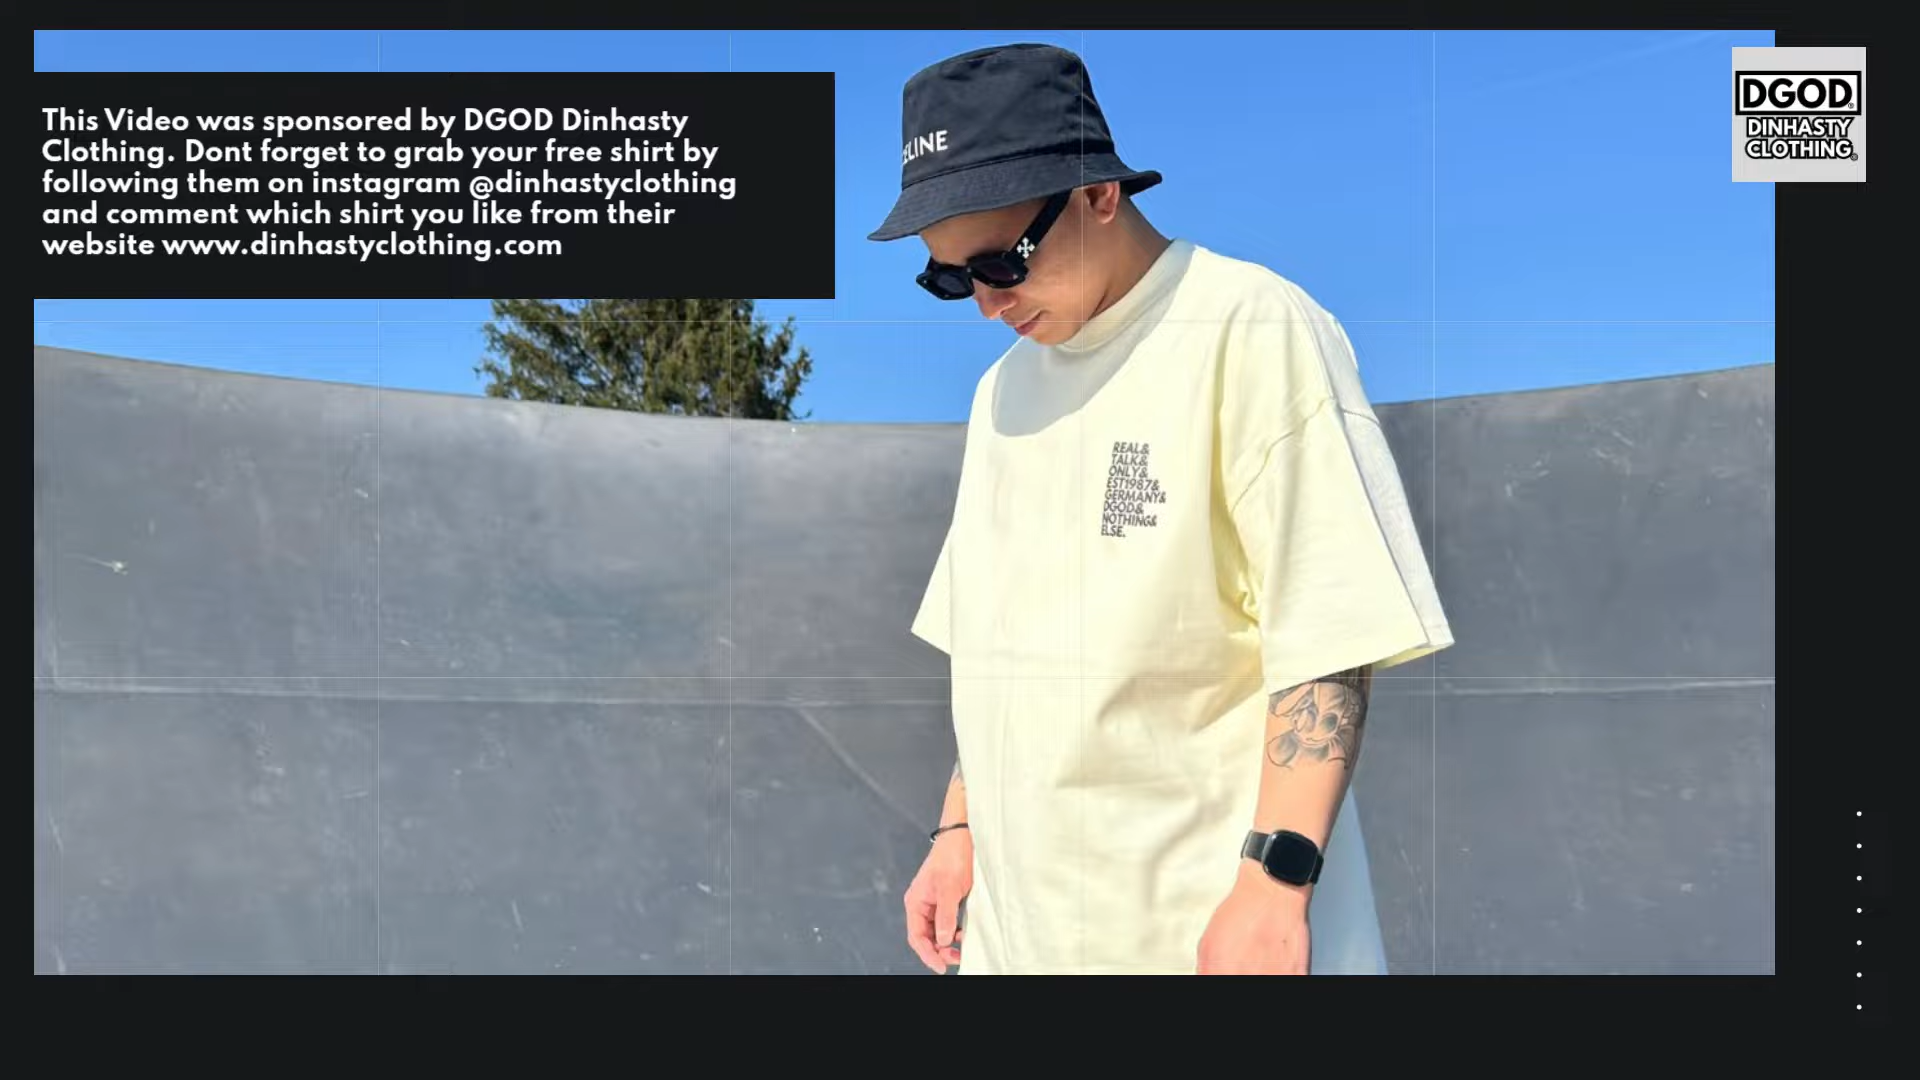 This Video was sponsored by DGOD Dinhasty
Clothing. Dont forget to grab your free shirt by
following them on instagram @dinhastyclothing
and comment which shirt you like from their
website www.dinhastyclothing.com
DGOD
DINHASTY
CLOTHING
REAL&
TALK&
ONLY&
EST1987&
GERMANY&
DGOD&
NOTHING&
ELSE.